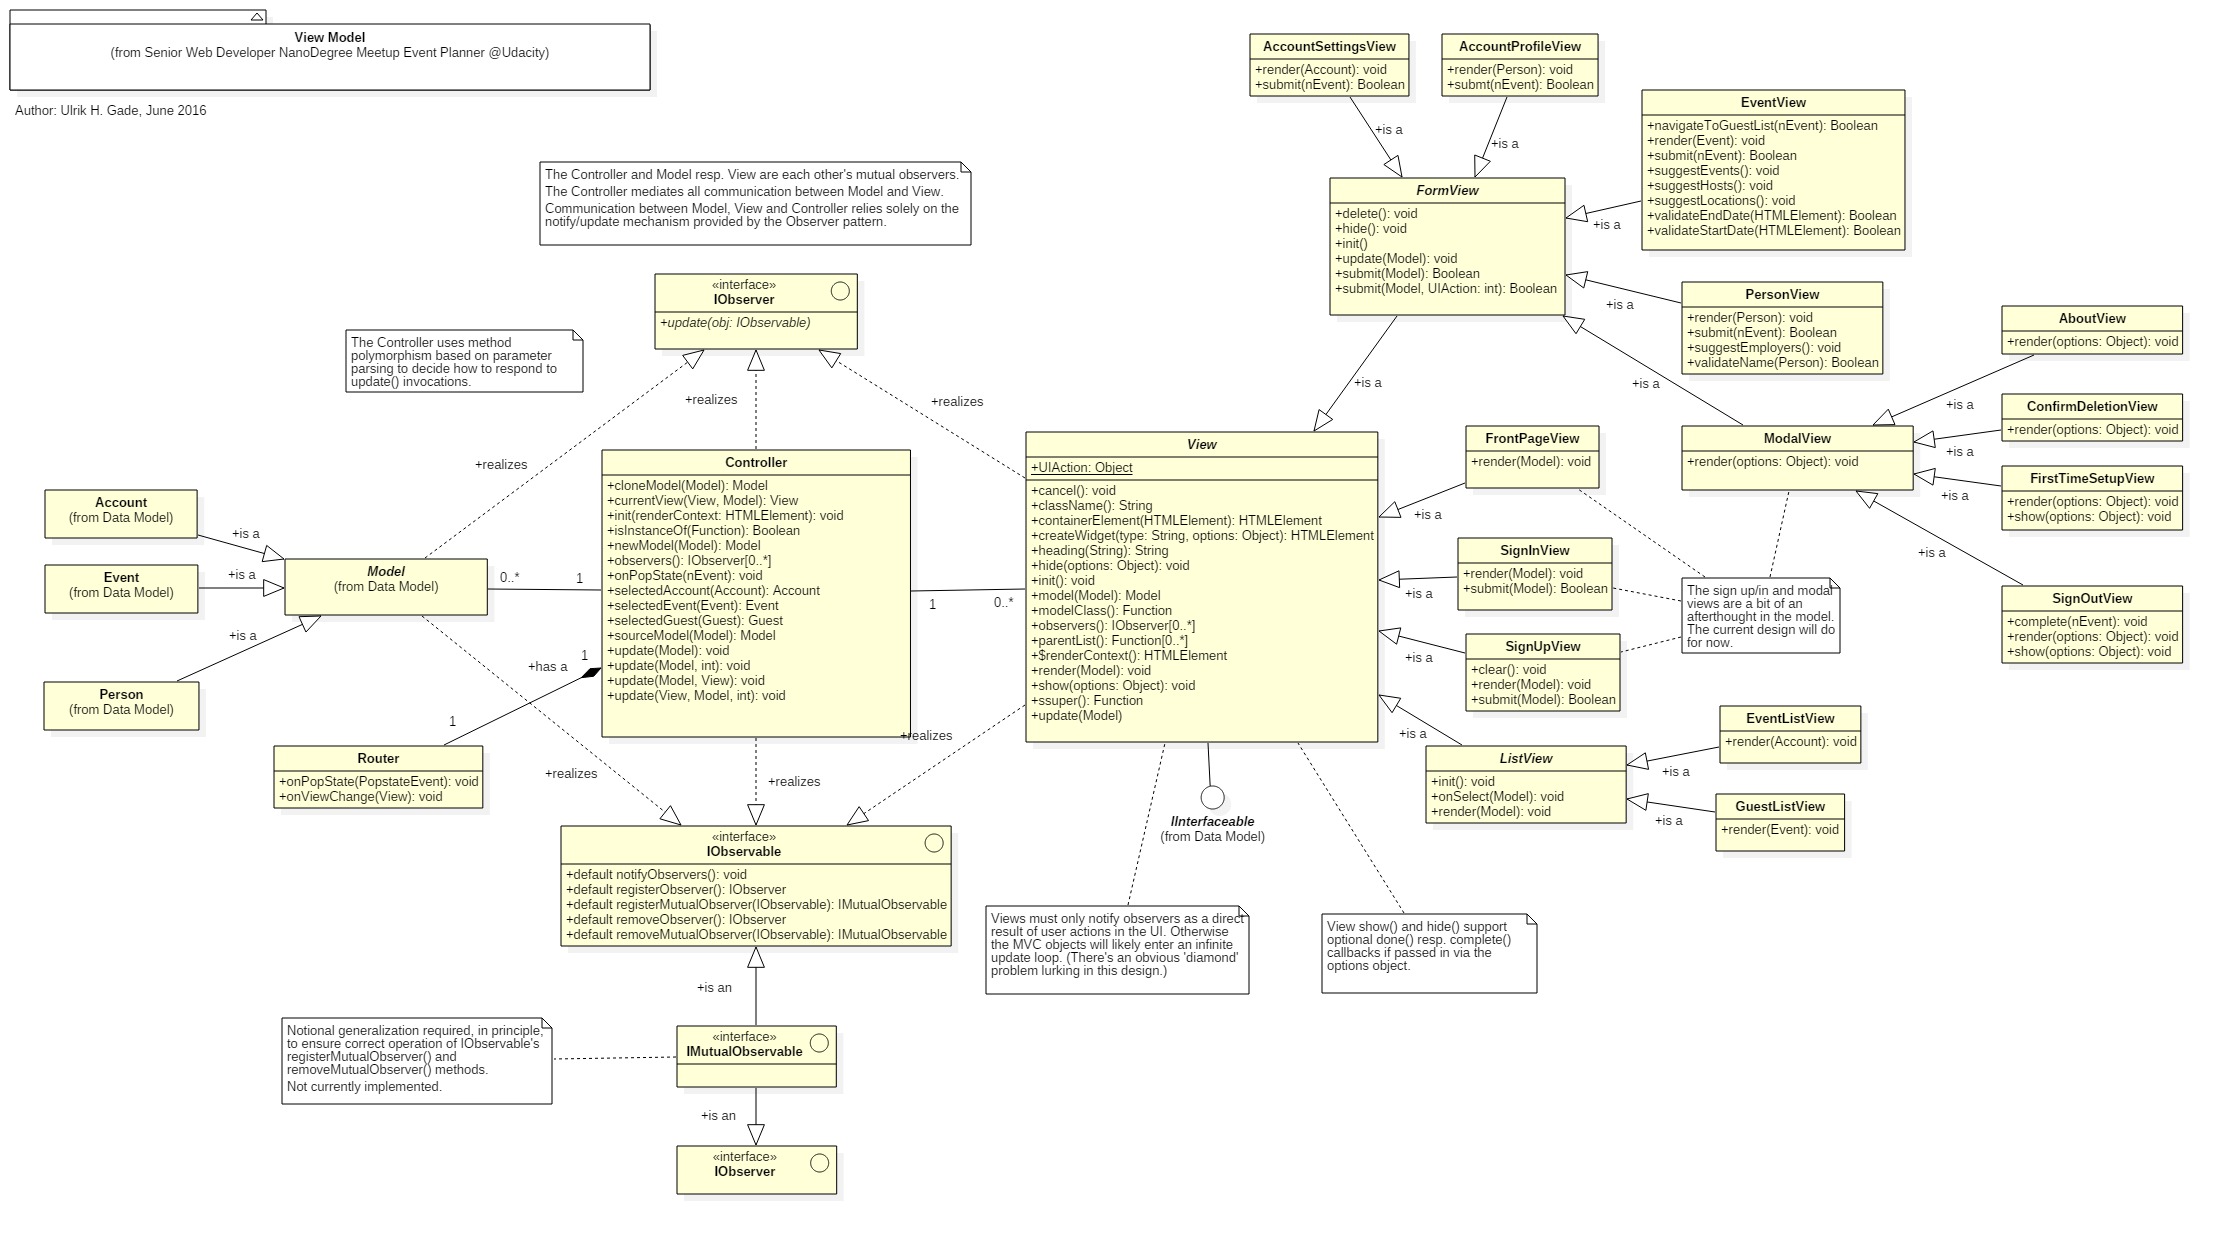 View Model
(from Senior Web Developer NanoDegree Meetup Event Planner @Udacity)
Author: Ulrik H. Gade, June 2016
The Controller and Model resp. View are each other's mutual observers.
The Controller mediates all communication between Model and View.
Communication between Model, View and Controller relies solely on the
notify/update mechanism provided by the Observer pattern.
«interface»
IObserver
+update(obj: IObservable)
The Controller uses method
polymorphism based on parameter
parsing to decide how to respond to
update() invocations.
+realizes
+realizes
+realizes
Account
(from Data Model)
+is a
Event
(from Data Model)
+is a
Person
(from Data Model)
+is a
Model
(from Data Model)
0..*
1
Controller
+cloneModel(Model): Model
+currentView(View, Model): View
+init(renderContext: HTMLElement): void
+isInstanceOf(Function): Boolean
+newModel(Model): Model
+observers(): IObserver[0..*]
+onPopState(nEvent): void
+selectedAccount(Account): Account
+selectedEvent(Event): Event
+selectedGuest(Guest): Guest
+sourceModel(Model): Model
+update(Model): void
+update(Model, int): void
+update(Model, View): void
+update(View, Model, int): void
1
0..*
+has a
1
1
Router
+onPopState(PopstateEvent): void
+onViewChange(View): void
+realizes
+realizes
+realizes
«interface»
IObservable
+default notifyObservers(): void
+default registerObserver(): IObserver
+default registerMutualObserver(IObservable): IMutualObservable
+default removeObserver(): IObserver
+default removeMutualObserver(IObservable): IMutualObservable
+is an
Notional generalization required, in principle,
to ensure correct operation of IObservable's
registerMutualObserver() and
removeMutualObserver() methods.
Not currently implemented.
«interface»
IMutualObservable
+is an
«interface»
IObserver
View
+UIAction: Object
+cancel(): void
+className(): String
+containerElement(HTMLElement): HTMLElement
+createWidget(type: String, options: Object): HTMLElement
+heading(String): String
+hide(options: Object): void
+init(): void
+model(Model): Model
+modelClass(): Function
+observers(): IObserver[0..*]
+parentList(): Function[0..*]
+$renderContext(): HTMLElement
+render(Model): void
+show(options: Object): void
+ssuper(): Function
+update(Model)
IInterfaceable
(from Data Model)
Views must only notify observers as a direct
result of user actions in the UI. Otherwise
the MVC objects will likely enter an infinite
update loop. (There's an obvious 'diamond'
problem lurking in this design.)
View show() and hide() support
optional done() resp. complete()
callbacks if passed in via the
options object.
AccountSettingsView
+render(Account): void
+submit(nEvent): Boolean
+is a
AccountProfileView
+render(Person): void
+submt(nEvent): Boolean
+is a
EventView
+navigateToGuestList(nEvent): Boolean
+render(Event): void
+submit(nEvent): Boolean
+suggestEvents(): void
+suggestHosts(): void
+suggestLocations(): void
+validateEndDate(HTMLElement): Boolean
+validateStartDate(HTMLElement): Boolean
+is a
FormView
+delete(): void
+hide(): void
+init()
+update(Model): void
+submit(Model): Boolean
+submit(Model, UIAction: int): Boolean
+is a
PersonView
+render(Person): void
+submit(nEvent): Boolean
+suggestEmployers(): void
+validateName(Person): Boolean
+is a
+is a
ModalView
+render(options: Object): void
AboutView
+render(options: Object): void
+is a
ConfirmDeletionView
+render(options: Object): void
+is a
FirstTimeSetupView
+render(options: Object): void
+show(options: Object): void
+is a
SignOutView
+complete(nEvent): void
+render(options: Object): void
+show(options: Object): void
+is a
FrontPageView
+render(Model): void
+is a
SignInView
+render(Model): void
+submit(Model): Boolean
+is a
SignUpView
+clear(): void
+render(Model): void
+submit(Model): Boolean
+is a
The sign up/in and modal
views are a bit of an
afterthought in the model.
The current design will do
for now.
+is a
ListView
+init(): void
+onSelect(Model): void
+render(Model): void
EventListView
+render(Account): void
+is a
GuestListView
+render(Event): void
+is a